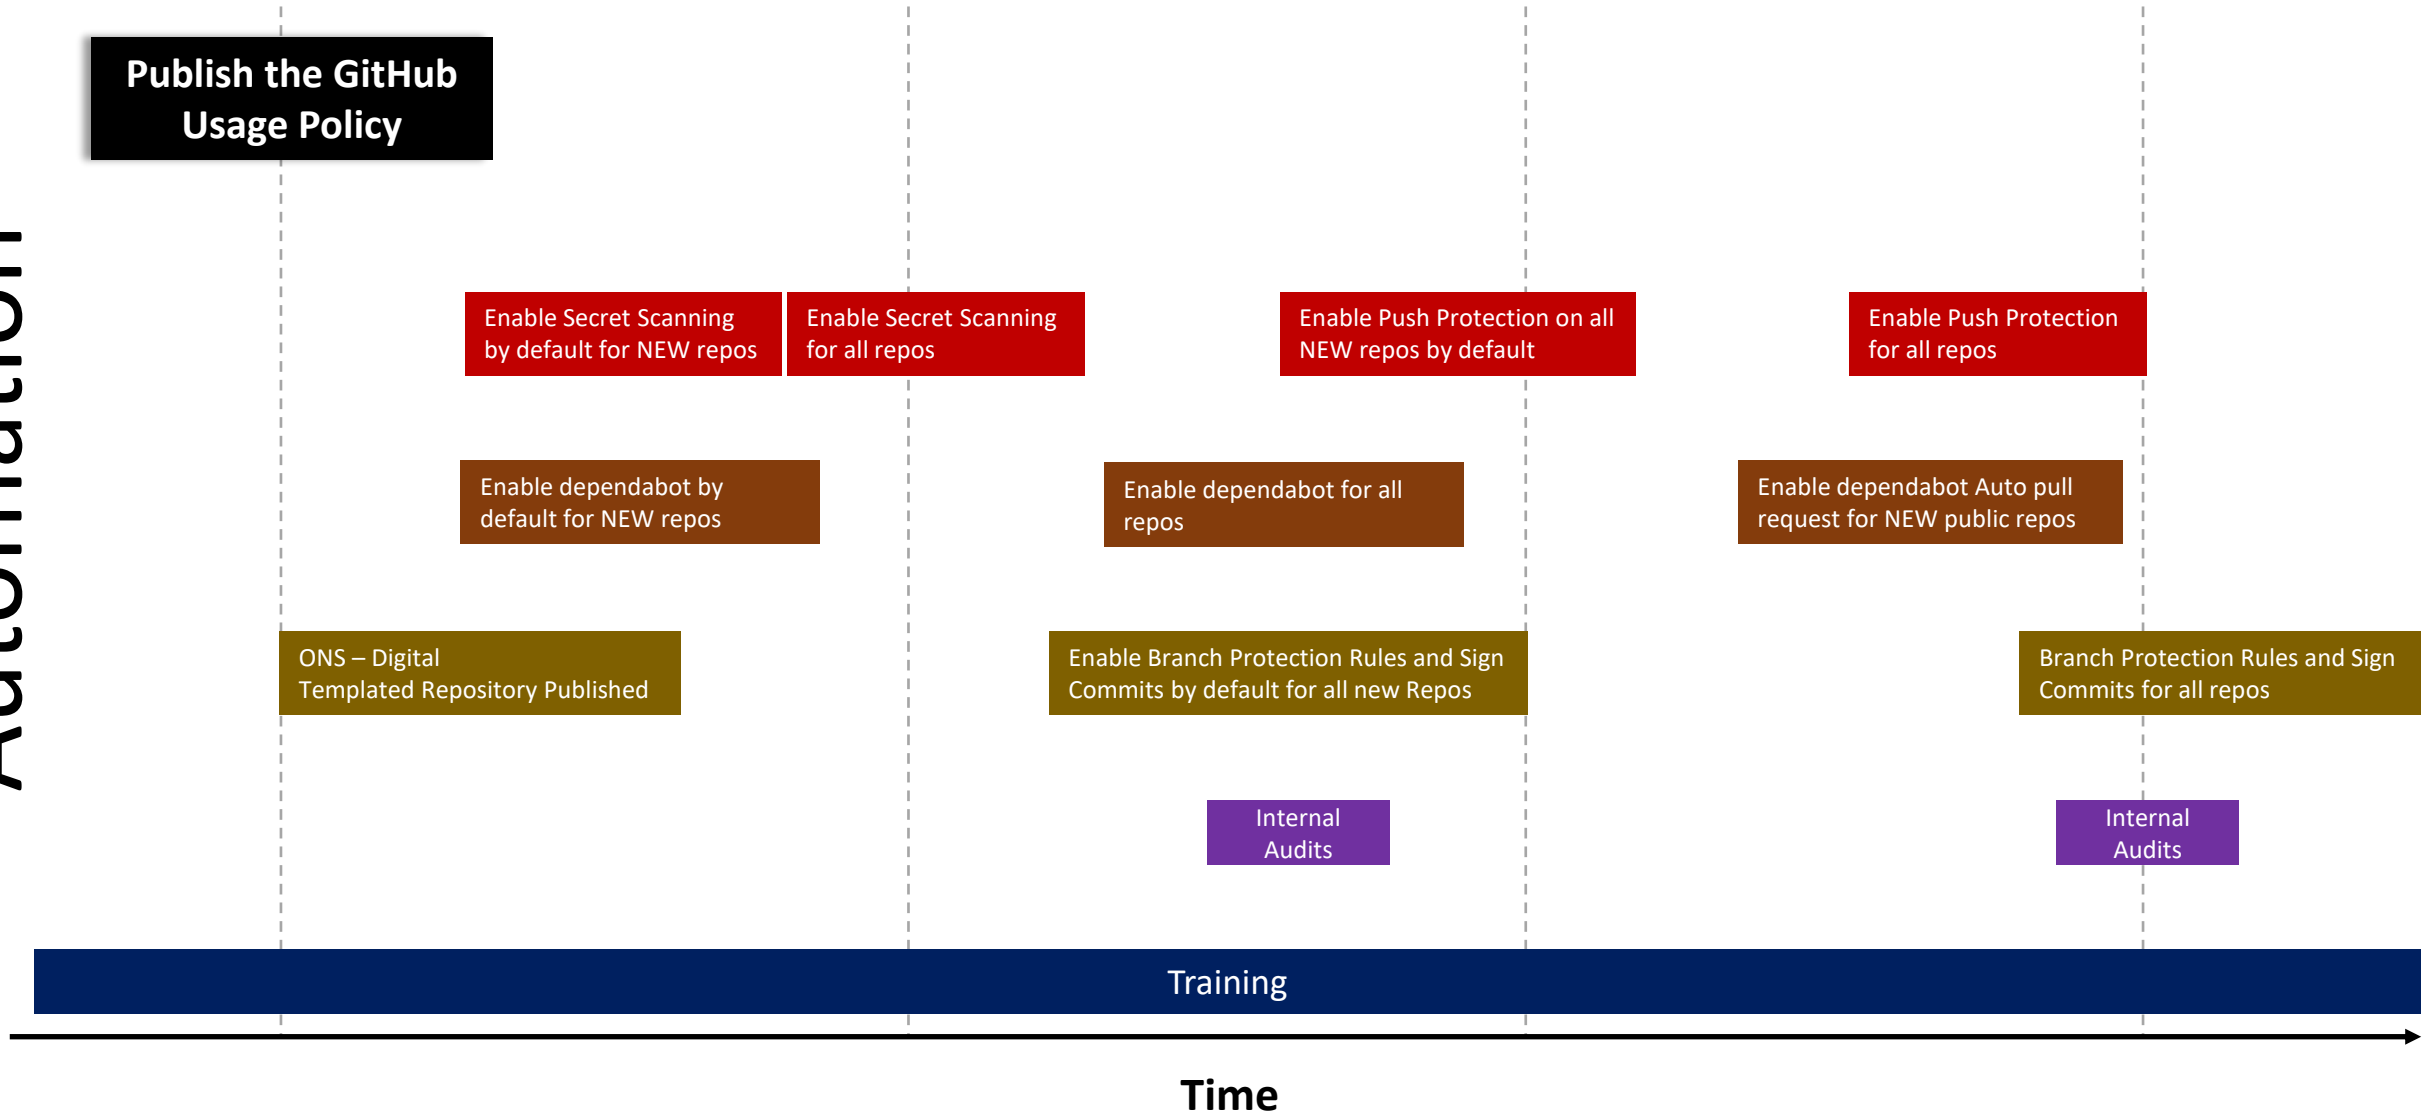 Publish the GitHub
Usage Policy
Automation
Enable Secret Scanning
by default for NEW repos
Enable Secret Scanning
for all repos
Enable Push Protection on all
NEW repos by default
Enable Push Protection
for all repos
Enable dependabot by
default for NEW repos
Enable dependabot for all
repos
Enable dependabot Auto pull
request for NEW public repos
ONS – Digital
Templated Repository Published
Enable Branch Protection Rules and Sign
Commits by default for all new Repos
Branch Protection Rules and Sign
Commits for all repos
Internal
Audits
Internal
Audits
Training
Time